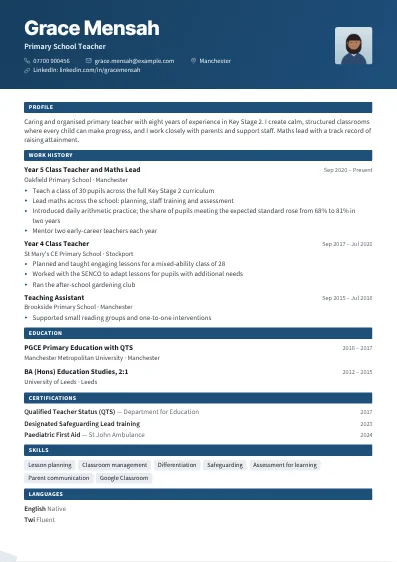 Grace Mensah
Primary School Teacher
07700 900456 grace.mensah@example.com Manchester
LinkedIn: linkedin.com/in/gracemensah
PROFILE
Caring and organised primary teacher with eight years of experience in Key Stage 2. I create calm, structured classrooms
where every child can make progress, and I work closely with parents and support staff. Maths lead with a track record of
raising attainment.
WORK HISTORY
Year 5 Class Teacher and Maths Lead Sep 2020 – Present
Oakfield Primary School · Manchester
• Teach a class of 30 pupils across the full Key Stage 2 curriculum
• Lead maths across the school: planning, staff training and assessment
• Introduced daily arithmetic practice; the share of pupils meeting the expected standard rose from 68% to 81% in
two years
• Mentor two early-career teachers each year
Year 4 Class Teacher Sep 2017 – Jul 2020
St Mary's CE Primary School · Stockport
• Planned and taught engaging lessons for a mixed-ability class of 28
• Worked with the SENCO to adapt lessons for pupils with additional needs
• Ran the after-school gardening club
Teaching Assistant Sep 2015 – Jul 2016
Brookside Primary School · Manchester
• Supported small reading groups and one-to-one interventions
EDUCATION
PGCE Primary Education with QTS 2016 – 2017
Manchester Metropolitan University · Manchester
BA (Hons) Education Studies, 2:1 2012 – 2015
University of Leeds · Leeds
CERTIFICATIONS
Qualified Teacher Status (QTS) — Department for Education 2017
Designated Safeguarding Lead training 2023
Paediatric First Aid — St John Ambulance 2024
SKILLS
Lesson planning Classroom management Differentiation Safeguarding Assessment for learning
Parent communication Google Classroom
LANGUAGES
English Native
Twi Fluent